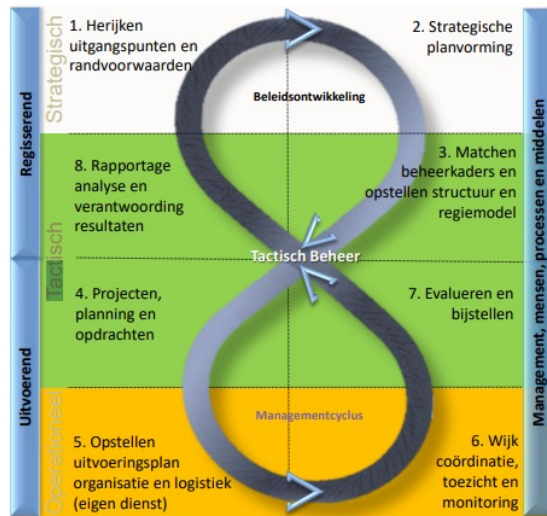 1. Herijken
uitgangspunten en
randvoorwaarden
2. Strategische
planvorming
Beleidsontwikkeling
Strategisch
Regisserend
8. Rapportage
analyse en
verantwoording
resultaten
3. Matchen
beheerkaders en
opstellen structuur en
regiemodel
Tactisch Beheer
Tactisch
4. Projecten,
planning en
opdrachten
7. Evalueren en
bijstellen
Uitvoerend
Managementcyclus
Operationeel
5. Opstellen
uitvoeringsplan
organisatie en logistiek
(eigen dienst)
6. Wijk
coördinatie,
toezicht en
monitoring
Management, mensen, processen en middelen